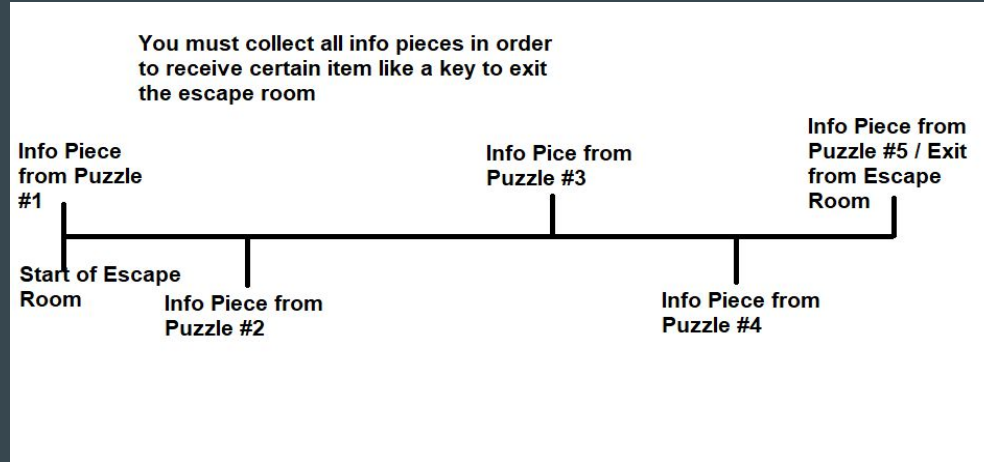 You must collect all info pieces in order
to receive certain item like a key to exit
the escape room
Info Piece
from Puzzle
#1
Start of Escape
Room
Info Piece from
Puzzle #2
Info Pice from
Puzzle #3
Info Piece from
Puzzle #4
Info Piece from
Puzzle #5 / Exit
from Escape
Room